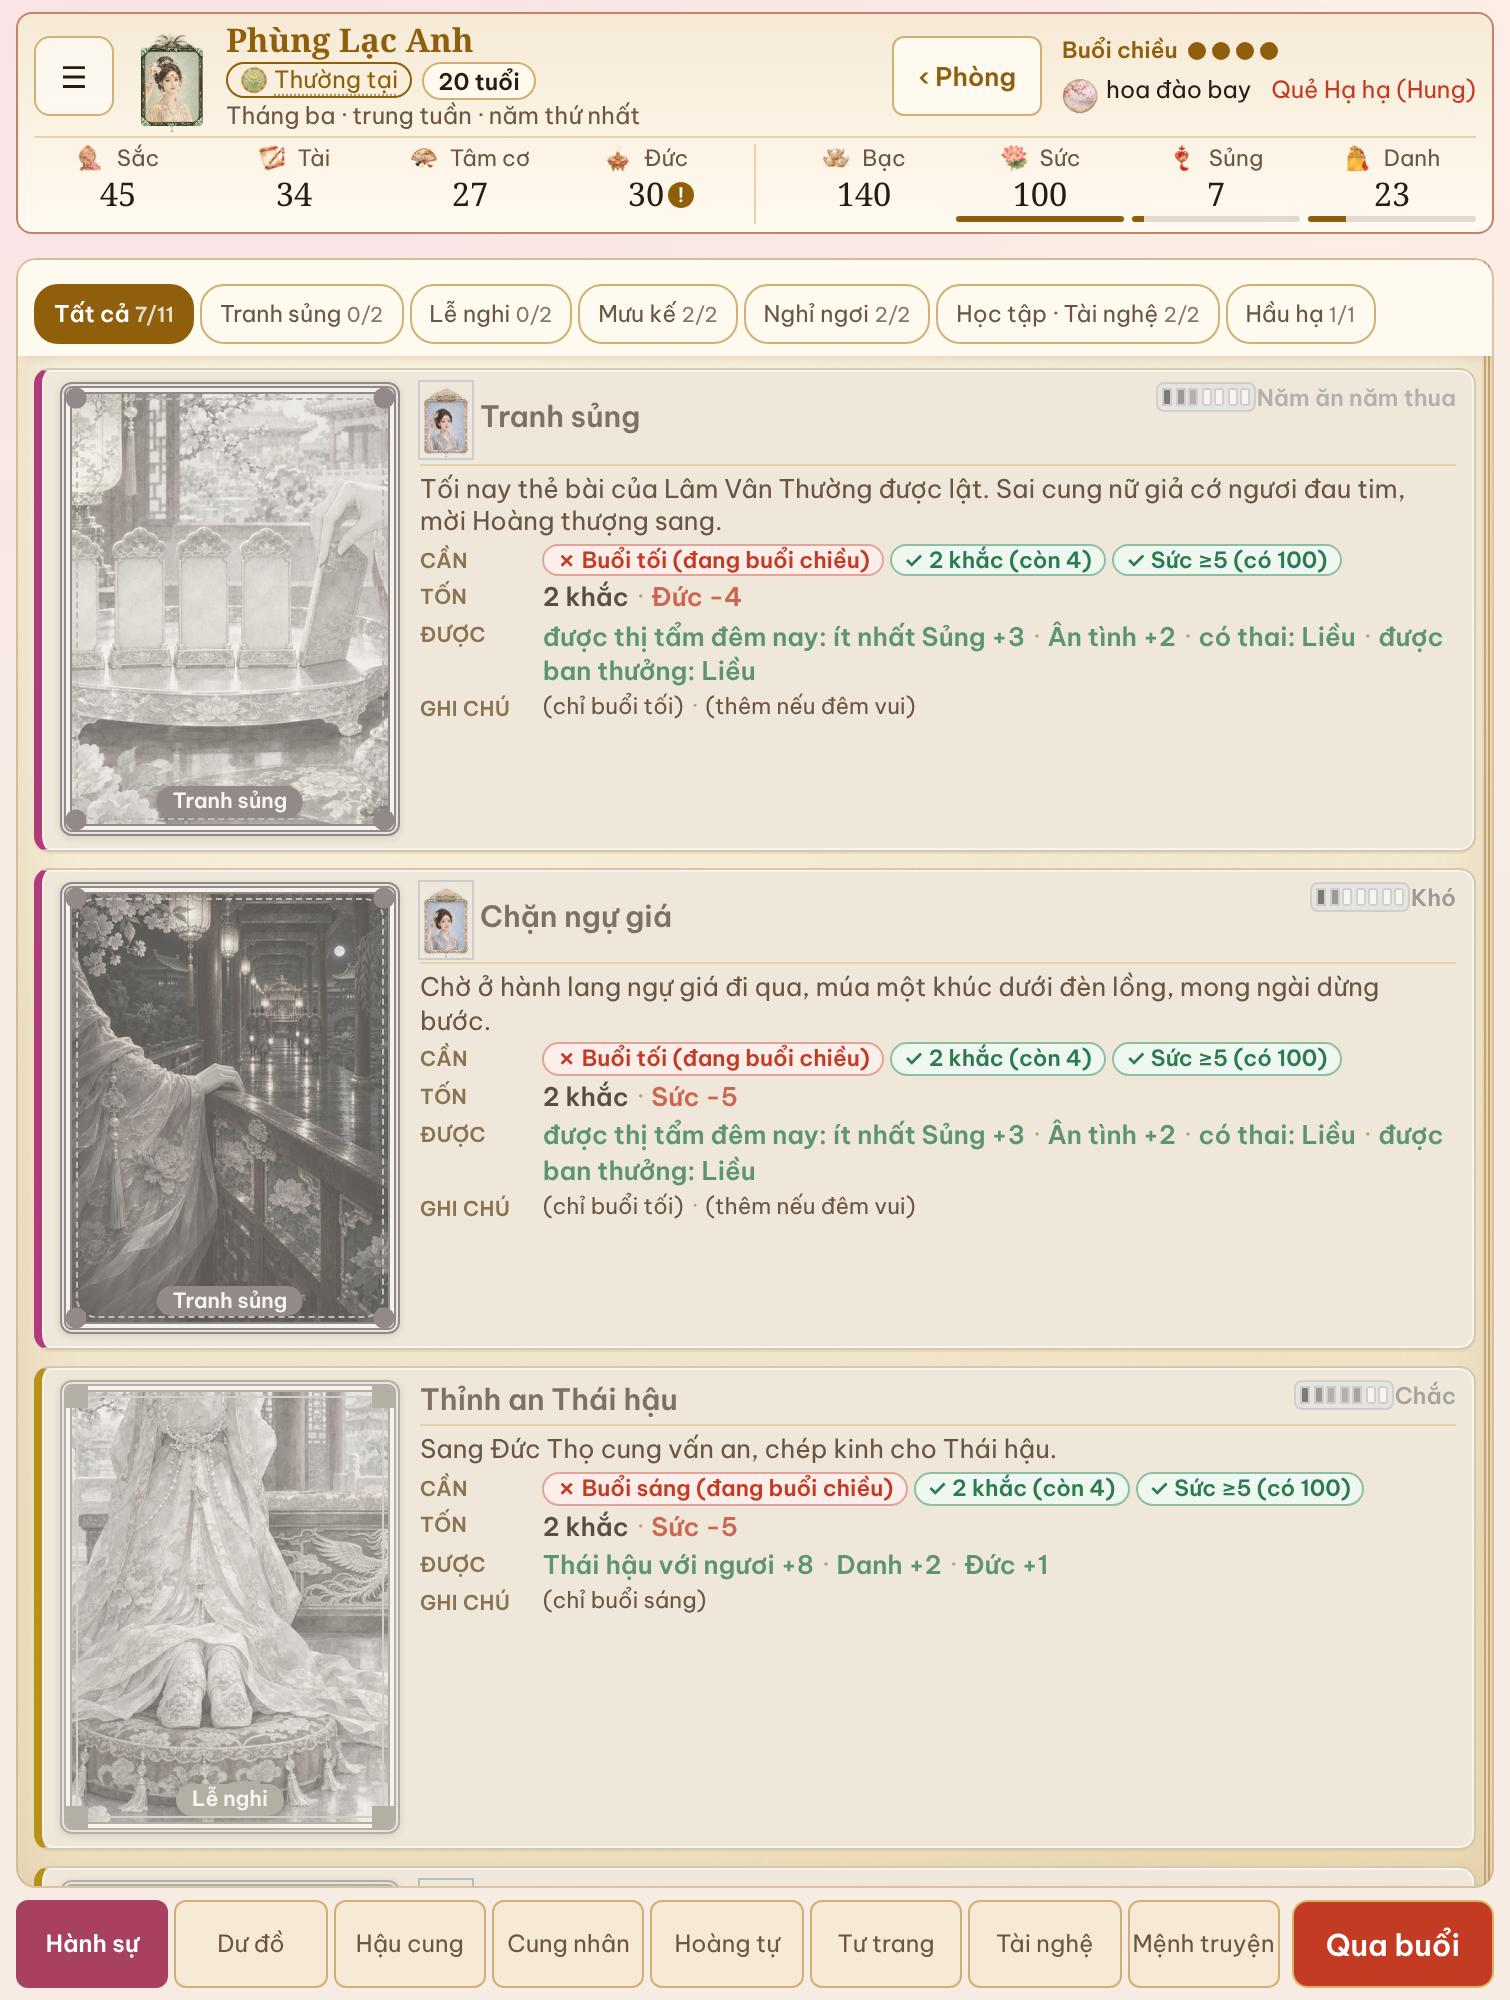 ☰
Phùng Lạc Anh
Thường tại
20 tuổi
Tháng ba · trung tuần · năm thứ nhất
‹ Phòng
Buổi chiều
hoa đào bay
Quẻ Hạ hạ (Hung)
Sắc
45
Tài
34
Tâm cơ
27
Đức
30 !
Bạc
140
Sức
100
Sủng
7
Danh
23
Tất cả 7/11
Tranh sủng 0/2
Lễ nghi 0/2
Mưu kế 2/2
Nghỉ ngơi 2/2
Học tập · Tài nghệ 2/2
Hầu hạ 1/1
Tranh sủng
Tranh sủng
Năm ăn năm thua
Tối nay thẻ bài của Lâm Vân Thường được lật. Sai cung nữ giả cớ ngươi đau tim,
mời Hoàng thượng sang.
CẦN × Buổi tối (đang buổi chiều) ✓ 2 khắc (còn 4) ✓ Sức ≥5 (có 100)
TỐN 2 khắc · Đức -4
ĐƯỢC được thị tẩm đêm nay: ít nhất Sủng +3 · Ân tình +2 · có thai: Liều · được
ban thưởng: Liều
GHI CHÚ (chỉ buổi tối) · (thêm nếu đêm vui)
Tranh sủng
Chặn ngự giá
Khó
Chờ ở hành lang ngự giá đi qua, múa một khúc dưới đèn lồng, mong ngài dừng
bước.
CẦN × Buổi tối (đang buổi chiều) ✓ 2 khắc (còn 4) ✓ Sức ≥5 (có 100)
TỐN 2 khắc · Sức -5
ĐƯỢC được thị tẩm đêm nay: ít nhất Sủng +3 · Ân tình +2 · có thai: Liều · được
ban thưởng: Liều
GHI CHÚ (chỉ buổi tối) · (thêm nếu đêm vui)
Lễ nghi
Thỉnh an Thái hậu
Chắc
Sang Đức Thọ cung vấn an, chép kinh cho Thái hậu.
CẦN × Buổi sáng (đang buổi chiều) ✓ 2 khắc (còn 4) ✓ Sức ≥5 (có 100)
TỐN 2 khắc · Sức -5
ĐƯỢC Thái hậu với ngươi +8 · Danh +2 · Đức +1
GHI CHÚ (chỉ buổi sáng)
Hành sự
Dư đồ
Hậu cung
Cung nhân
Hoàng tự
Tư trang
Tài nghệ
Mệnh truyện
Qua buổi